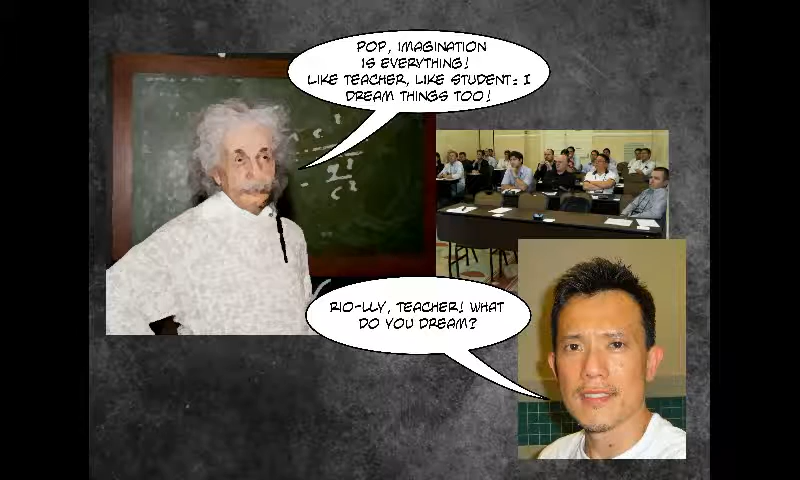 POP, IMAGINATION
IS EVERYTHING!
LIKE TEACHER, LIKE STUDENT: I
DREAM THINGS TOO!
RIO-LLY, TEACHER! WHAT
DO YOU DREAM?